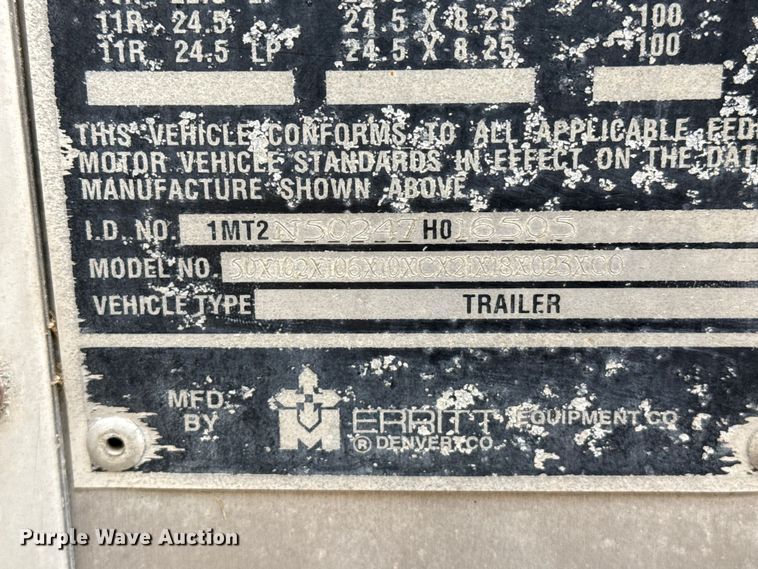 11R 24.5 24.5 X 8.25 100
11R 24.5 LP 24.5 X 8.25 100
THIS VEHICLE CONFORMS TO ALL APPLICABLE FED
MOTOR VEHICLE STANDARDS IN EFFECT ON THE DAT
MANUFACTURE SHOWN ABOVE
I.D. NO. 1MT2N50247H016505
MODEL NO. 50X102X106X10XCX21X18X023XCO
VEHICLE TYPE TRAILER
MFD. BY MERRITT EQUIPMENT CO
® DENVER, CO
Purple Wave Auction